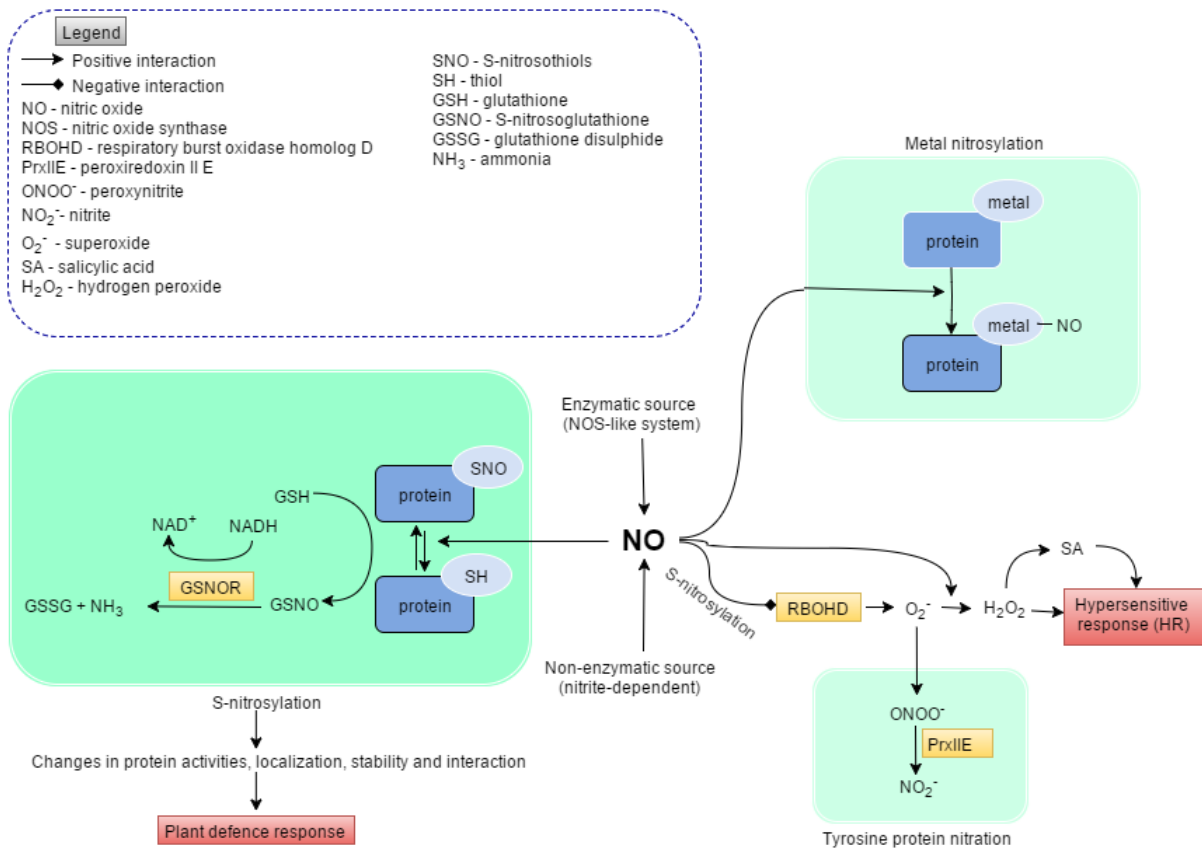 Legend
Positive interaction
Negative interaction
NO - nitric oxide
NOS - nitric oxide synthase
RBOHD - respiratory burst oxidase homolog D
PrxIIE - peroxiredoxin II E
ONOO⁻ - peroxynitrite
NO₂⁻- nitrite
O₂⁻ - superoxide
SA - salicylic acid
H₂O₂ - hydrogen peroxide
SNO - S-nitrosothiols
SH - thiol
GSH - glutathione
GSNO - S-nitrosoglutathione
GSSG - glutathione disulphide
NH₃ - ammonia
Metal nitrosylation
metal
protein
metal
NO
protein
Enzymatic source
(NOS-like system)
SNO
protein
GSH
NAD⁺
NADH
GSNOR
SH
protein
GSSG + NH₃
GSNO
NO
S-nitrosylation
RBOHD
O₂⁻
H₂O₂
SA
Hypersensitive
response (HR)
Non-enzymatic source
(nitrite-dependent)
ONOO⁻
PrxIIE
NO₂⁻
Tyrosine protein nitration
S-nitrosylation
Changes in protein activities, localization, stability and interaction
Plant defence response